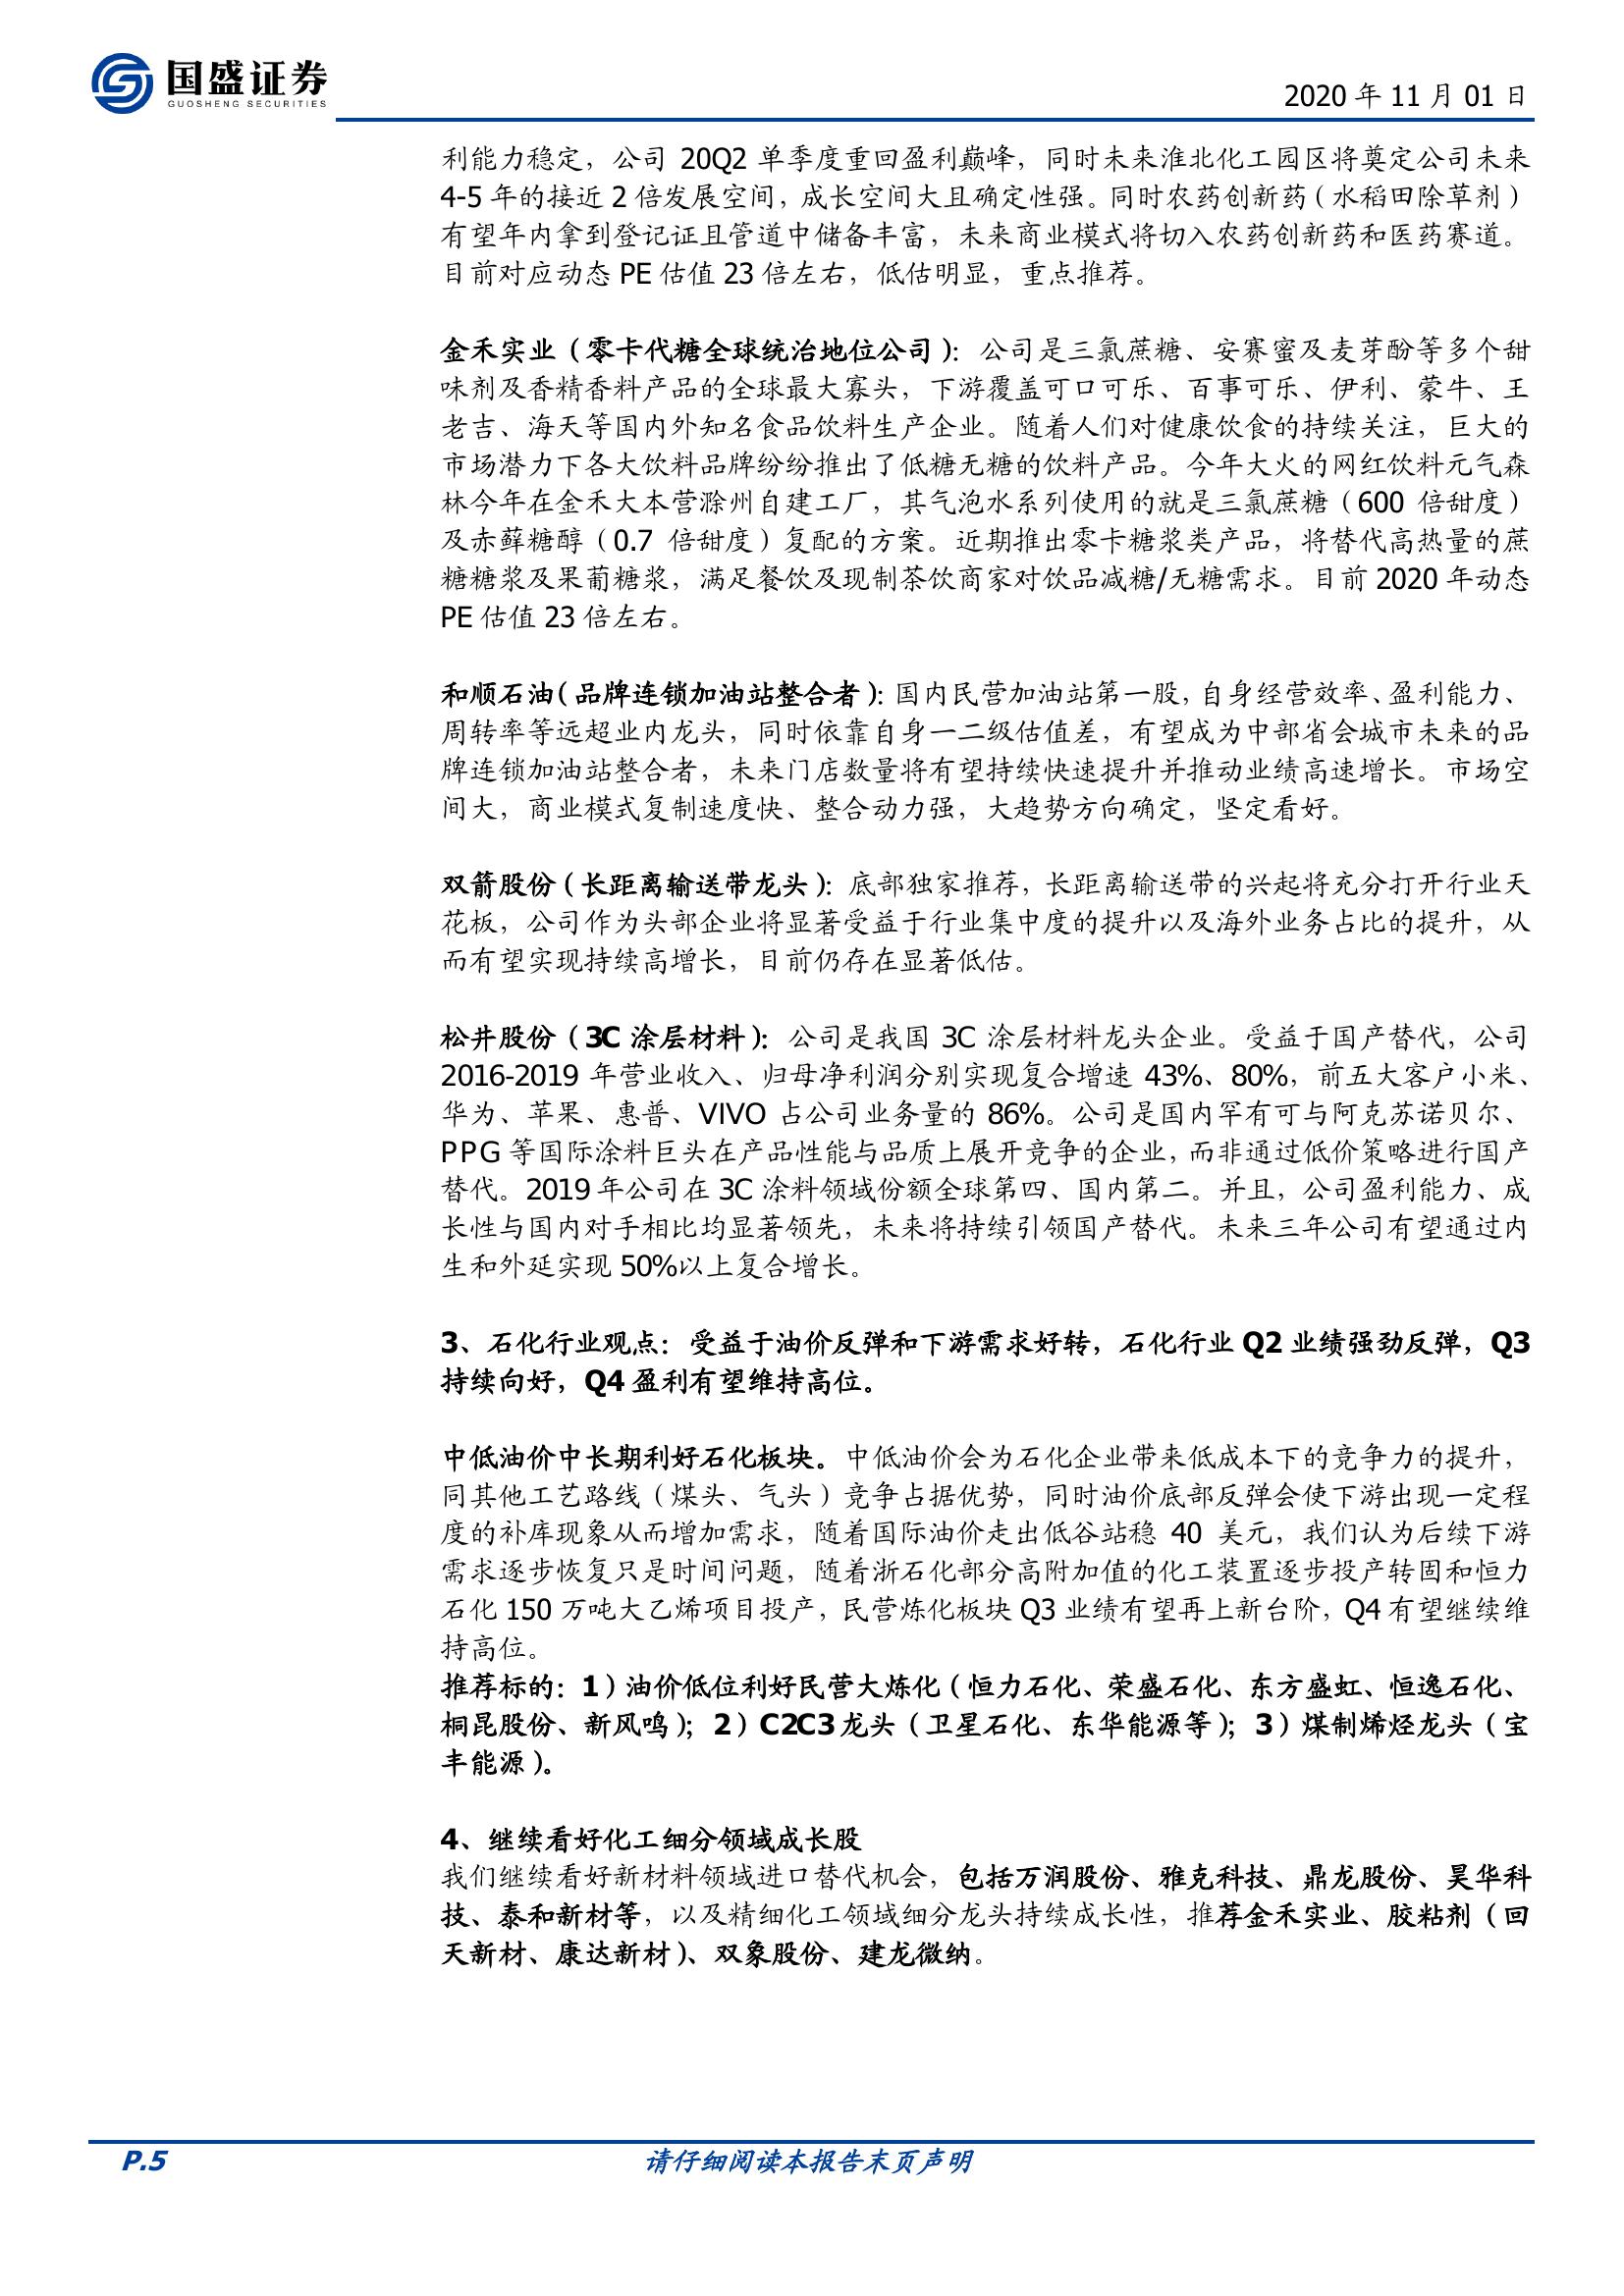 国盛证券
GUOSHENG SECURITIES
2020 年 11 月 01 日
利能力稳定，公司 20Q2 单季度重回盈利巅峰，同时未来淮北化工园区将奠定公司未来
4-5 年的接近 2 倍发展空间，成长空间大且确定性强。同时农药创新药（水稻田除草剂）
有望年内拿到登记证且管道中储备丰富，未来商业模式将切入农药创新药和医药赛道。
目前对应动态 PE 估值 23 倍左右，低估明显，重点推荐。
金禾实业（零卡代糖全球统治地位公司）：公司是三氯蔗糖、安赛蜜及麦芽酚等多个甜
味剂及香精香料产品的全球最大寡头，下游覆盖可口可乐、百事可乐、伊利、蒙牛、王
老吉、海天等国内外知名食品饮料生产企业。随着人们对健康饮食的持续关注，巨大的
市场潜力下各大饮料品牌纷纷推出了低糖无糖的饮料产品。今年大火的网红饮料元气森
林今年在金禾大本营滁州自建工厂，其气泡水系列使用的就是三氯蔗糖（600 倍甜度）
及赤藓糖醇（0.7 倍甜度）复配的方案。近期推出零卡糖浆类产品，将替代高热量的蔗
糖糖浆及果葡糖浆，满足餐饮及现制茶饮商家对饮品减糖/无糖需求。目前 2020 年动态
PE 估值 23 倍左右。
和顺石油（品牌连锁加油站整合者）：国内民营加油站第一股，自身经营效率、盈利能力、
周转率等远超业内龙头，同时依靠自身一二级估值差，有望成为中部省会城市未来的品
牌连锁加油站整合者，未来门店数量将有望持续快速提升并推动业绩高速增长。市场空
间大，商业模式复制速度快、整合动力强，大趋势方向确定，坚定看好。
双箭股份（长距离输送带龙头）：底部独家推荐，长距离输送带的兴起将充分打开行业天
花板，公司作为头部企业将显著受益于行业集中度的提升以及海外业务占比的提升，从
而有望实现持续高增长，目前仍存在显著低估。
松井股份（3C 涂层材料）：公司是我国 3C 涂层材料龙头企业。受益于国产替代，公司
2016-2019 年营业收入、归母净利润分别实现复合增速 43%、80%，前五大客户小米、
华为、苹果、惠普、VIVO 占公司业务量的 86%。公司是国内罕有可与阿克苏诺贝尔、
PPG 等国际涂料巨头在产品性能与品质上展开竞争的企业，而非通过低价策略进行国产
替代。2019 年公司在 3C 涂料领域份额全球第四、国内第二。并且，公司盈利能力、成
长性与国内对手相比均显著领先，未来将持续引领国产替代。未来三年公司有望通过内
生和外延实现 50%以上复合增长。
3、石化行业观点：受益于油价反弹和下游需求好转，石化行业 Q2 业绩强劲反弹，Q3
持续向好，Q4 盈利有望维持高位。
中低油价中长期利好石化板块。中低油价会为石化企业带来低成本下的竞争力的提升，
同其他工艺路线（煤头、气头）竞争占据优势，同时油价底部反弹会使下游出现一定程
度的补库现象从而增加需求，随着国际油价走出低谷站稳 40 美元，我们认为后续下游
需求逐步恢复只是时间问题，随着浙石化部分高附加值的化工装置逐步投产转固和恒力
石化 150 万吨大乙烯项目投产，民营炼化板块 Q3 业绩有望再上新台阶，Q4 有望继续维
持高位。
推荐标的：1）油价低位利好民营大炼化（恒力石化、荣盛石化、东方盛虹、恒逸石化、
桐昆股份、新风鸣）；2）C2C3 龙头（卫星石化、东华能源等）；3）煤制烯烃龙头（宝
丰能源）。
4、继续看好化工细分领域成长股
我们继续看好新材料领域进口替代机会，包括万润股份、雅克科技、鼎龙股份、昊华科
技、泰和新材等，以及精细化工领域细分龙头持续成长性，推荐金禾实业、胶粘剂（回
天新材、康达新材）、双象股份、建龙微纳。
P.5
请仔细阅读本报告末页声明